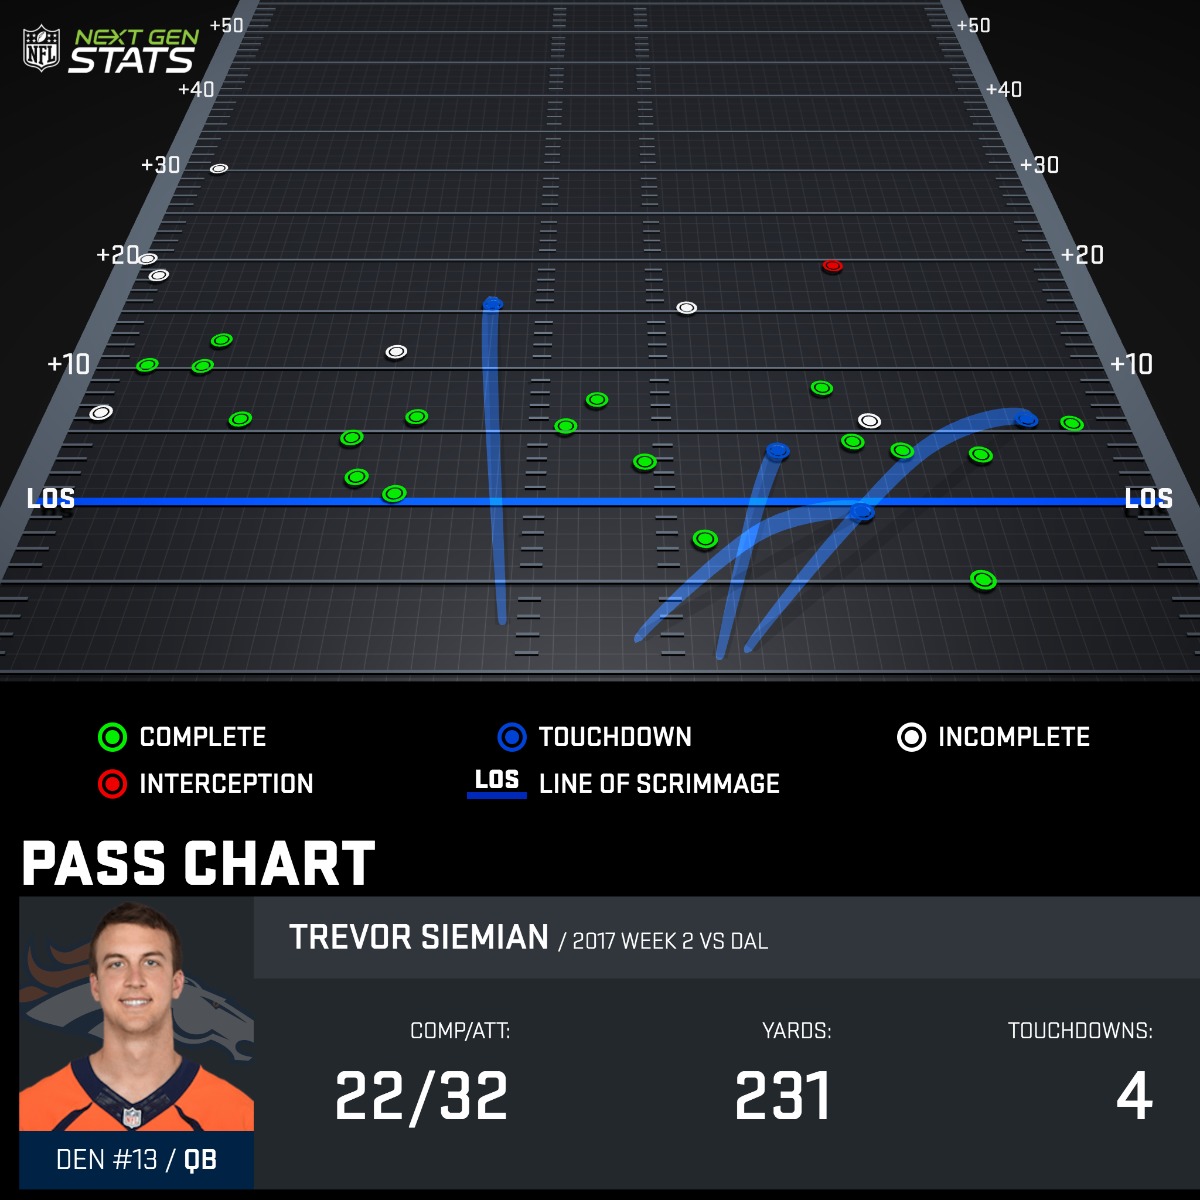 NFL NEXT GEN STATS
+50 +50
+40 +40
+30 +30
+20 +20
+10 +10
LOS LOS
COMPLETE
TOUCHDOWN
INCOMPLETE
INTERCEPTION
LOS LINE OF SCRIMMAGE
PASS CHART
TREVOR SIEMIAN / 2017 WEEK 2 VS DAL
COMP/ATT: YARDS: TOUCHDOWNS:
22/32 231 4
NFL
DEN #13 / QB